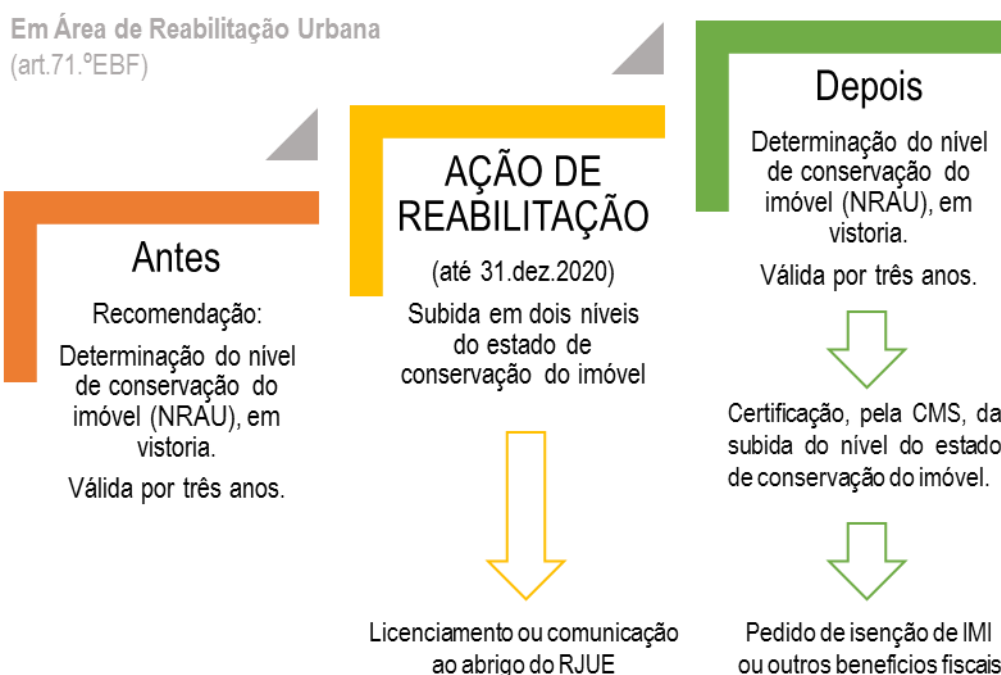 Em Área de Reabilitação Urbana
(art.71.ºEBF)
Antes
Recomendação:
Determinação do nível
de conservação do
imóvel (NRAU), em
vistoria.
Válida por três anos.
AÇÃO DE
REABILITAÇÃO
(até 31.dez.2020)
Subida em dois níveis
do estado de
conservação do imóvel
Licenciamento ou comunicação
ao abrigo do RJUE
Depois
Determinação do nível
de conservação do
imóvel (NRAU), em
vistoria.
Válida por três anos.
Certificação, pela CMS, da
subida do nível do estado
de conservação do imóvel.
Pedido de isenção de IMI
ou outros benefícios fiscais